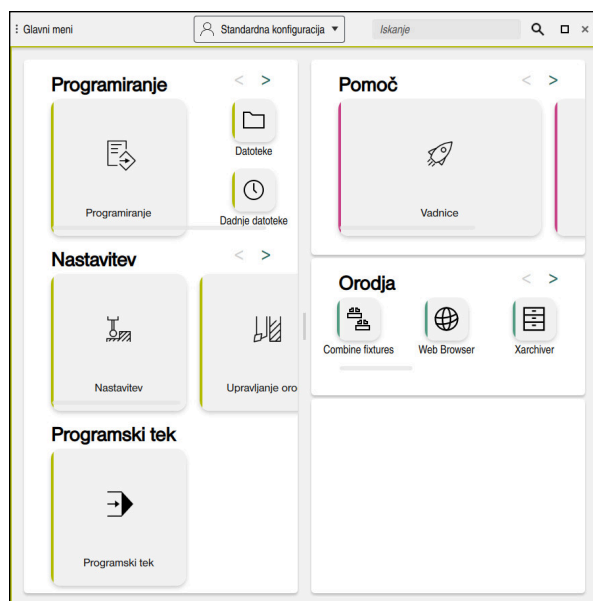 Glavni meni
Standardna konfiguracija
Iskanje
Programiranje
Programiranje
Datoteke
Dadnje datoteke
Nastavitev
Nastavitev
Upravljanje oro
Programski tek
Programski tek
Pomoč
Vadnice
Orodja
Combine fixtures
Web Browser
Xarchiver